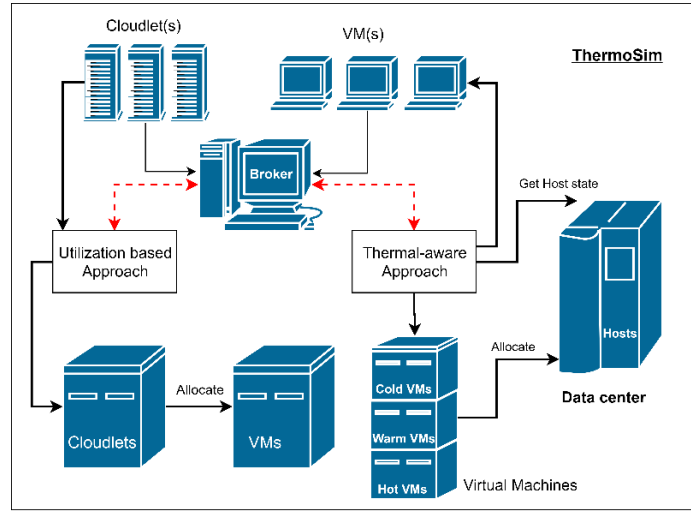 Cloudlet(s)
VM(s)
ThermoSim
Broker
Get Host state
Utilization based
Approach
Thermal-aware
Approach
Hosts
Allocate
Allocate
Cold VMs
Data center
Cloudlets
VMs
Warm VMs
Hot VMs
Virtual Machines